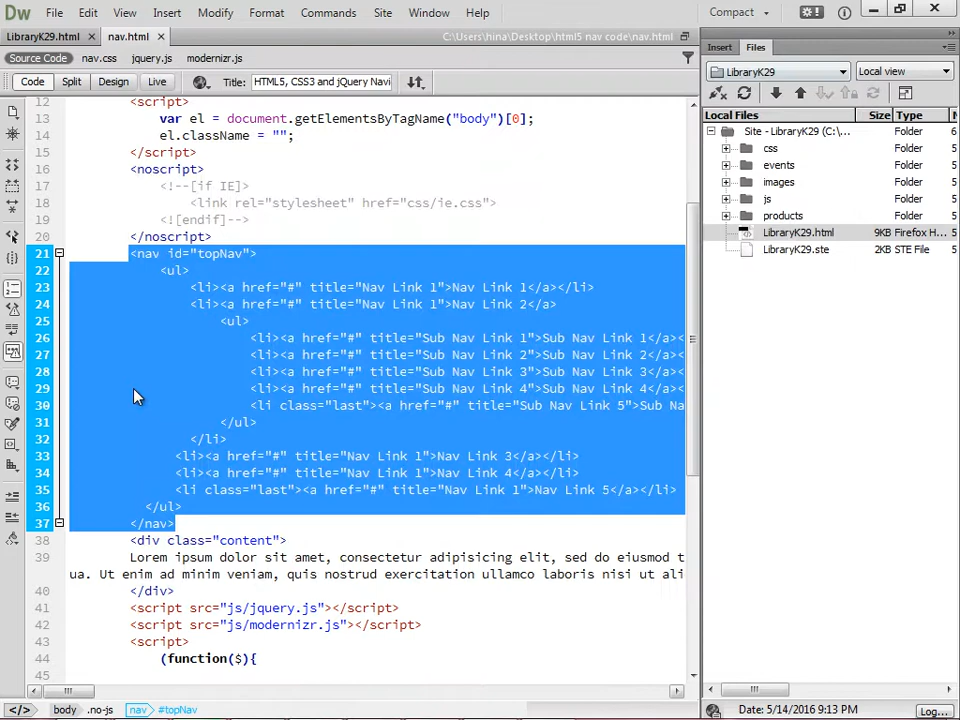 Dw File Edit View Insert Modify Format Commands Site Window Help Compact
LibraryK29.html nav.html C:\Users\hina\Desktop\html5 nav code\nav.html
Source Code nav.css jquery.js modernizr.js
Code Split Design Live Title: HTML5, CSS3 and jQuery Navi
12 <script>
13 var el = document.getElementsByTagName("body")[0];
14 el.className = "";
15 </script>
16 <noscript>
17 <!--[if IE]>
18 <link rel="stylesheet" href="css/ie.css">
19 <![endif]-->
20 </noscript>
21 <nav id="topNav">
22 <ul>
23 <li><a href="#" title="Nav Link 1">Nav Link 1</a></li>
24 <li><a href="#" title="Nav Link 1">Nav Link 2</a>
25 <ul>
26 <li><a href="#" title="Sub Nav Link 1">Sub Nav Link 1</a><
27 <li><a href="#" title="Sub Nav Link 2">Sub Nav Link 2</a><
28 <li><a href="#" title="Sub Nav Link 3">Sub Nav Link 3</a><
29 <li><a href="#" title="Sub Nav Link 4">Sub Nav Link 4</a><
30 <li class="last"><a href="#" title="Sub Nav Link 5">Sub Na
31 </ul>
32 </li>
33 <li><a href="#" title="Nav Link 1">Nav Link 3</a></li>
34 <li><a href="#" title="Nav Link 1">Nav Link 4</a></li>
35 <li class="last"><a href="#" title="Nav Link 1">Nav Link 5</a></li>
36 </ul>
37 </nav>
38 <div class="content">
39 Lorem ipsum dolor sit amet, consectetur adipisicing elit, sed do eiusmod t
ua. Ut enim ad minim veniam, quis nostrud exercitation ullamco laboris nisi ut ali
40 </div>
41 <script src="js/jquery.js"></script>
42 <script src="js/modernizr.js"></script>
43 <script>
44 (function($){
45
</> body .no-js nav #topNav
Insert Files
LibraryK29 Local view
Local Files Size Type
Site - LibraryK29 (C:\... Folder 6
css Folder 5
events Folder 5
images Folder 5
js Folder 5
products Folder 5
LibraryK29.html 9KB Firefox H... 5
LibraryK29.ste 2KB STE File 5
Date: 5/14/2016 9:13 PM Log...